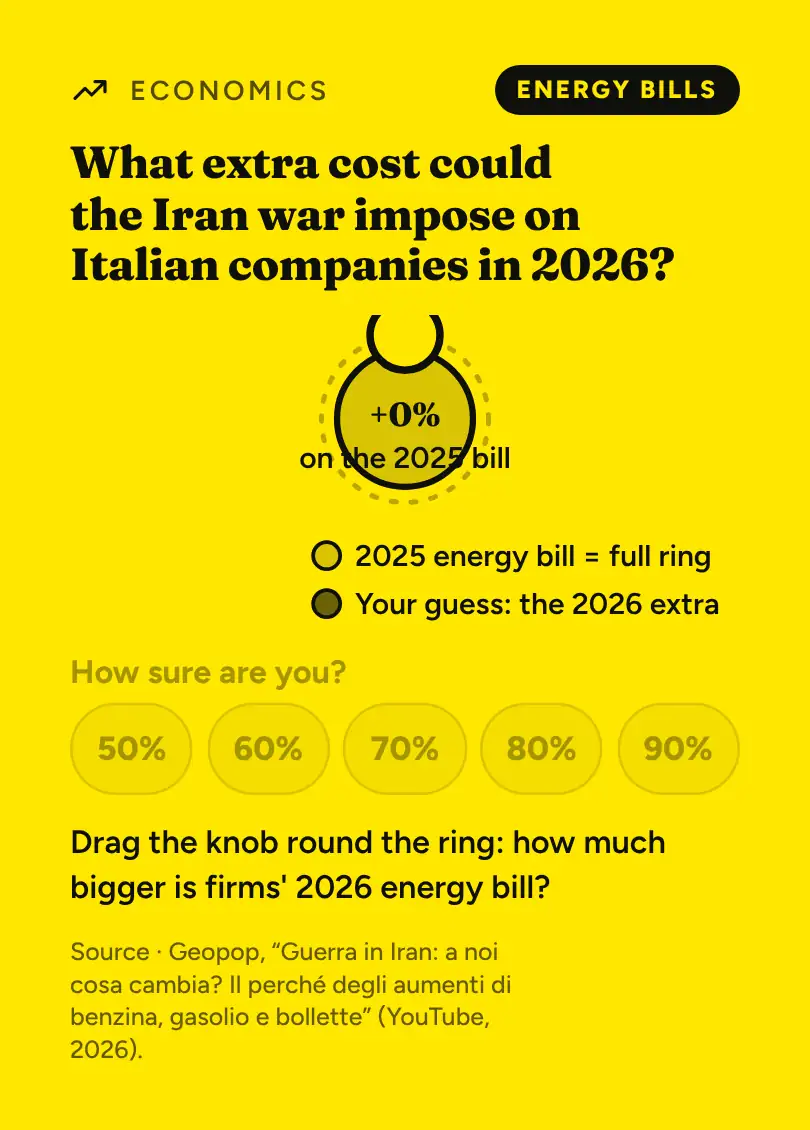 ECONOMICS
ENERGY BILLS
What extra cost could
the Iran war impose on
Italian companies in 2026?
+0%
on the 2025 bill
2025 energy bill = full ring
Your guess: the 2026 extra
How sure are you?
50% 60% 70% 80% 90%
Drag the knob round the ring: how much
bigger is firms' 2026 energy bill?
Source · Geopop, “Guerra in Iran: a noi
cosa cambia? Il perché degli aumenti di
benzina, gasolio e bollette” (YouTube,
2026).